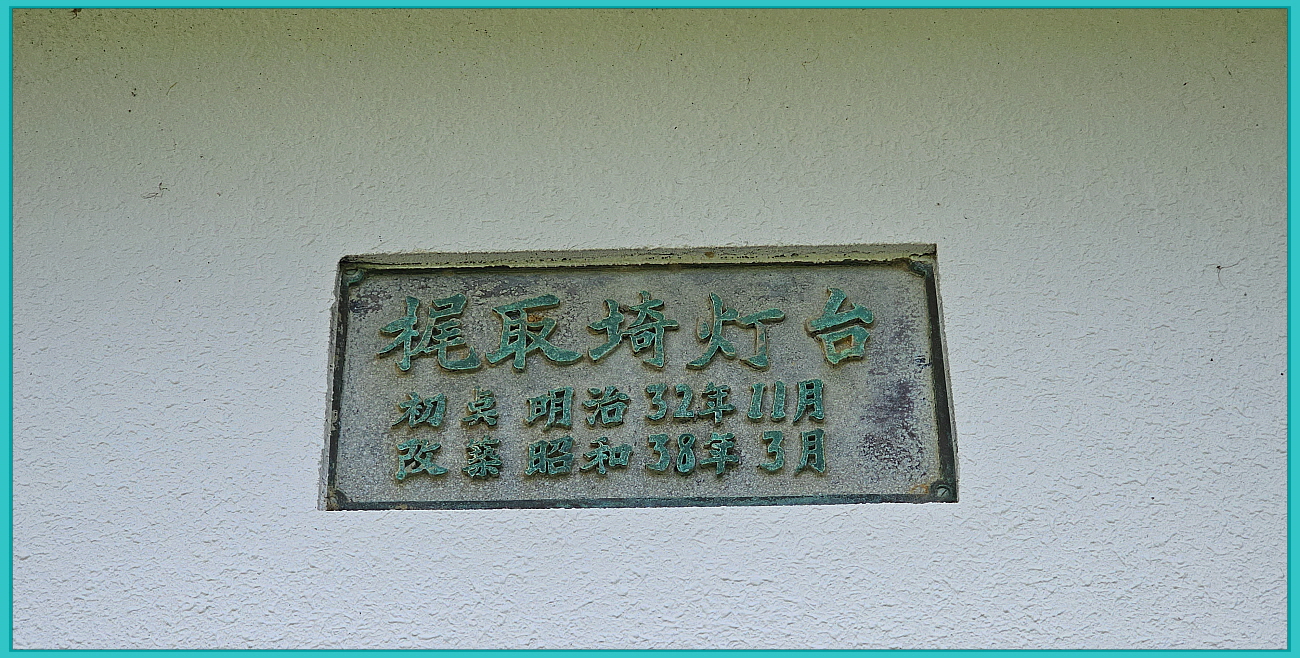 梶取埼灯台
初点 明治32年11月
改築 昭和38年3月